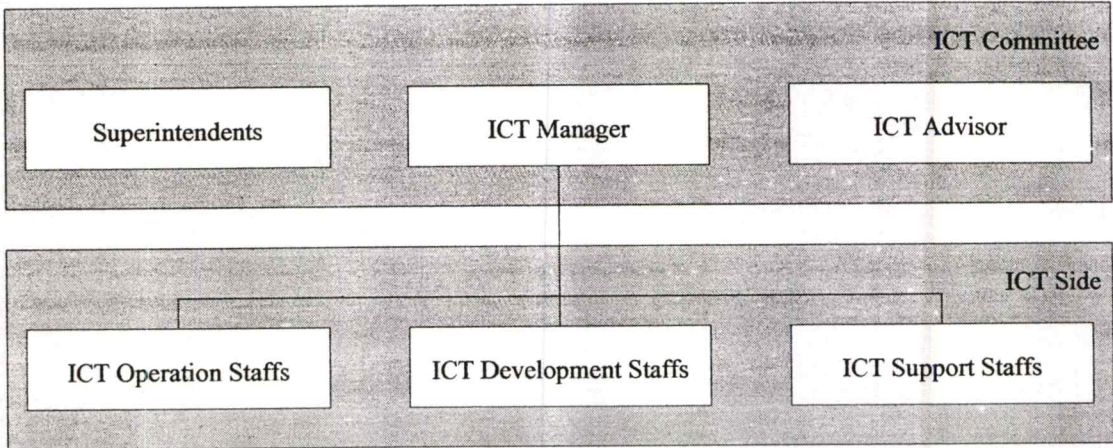 ICT Committee
Superintendents
ICT Manager
ICT Advisor
ICT Side
ICT Operation Staffs
ICT Development Staffs
ICT Support Staffs